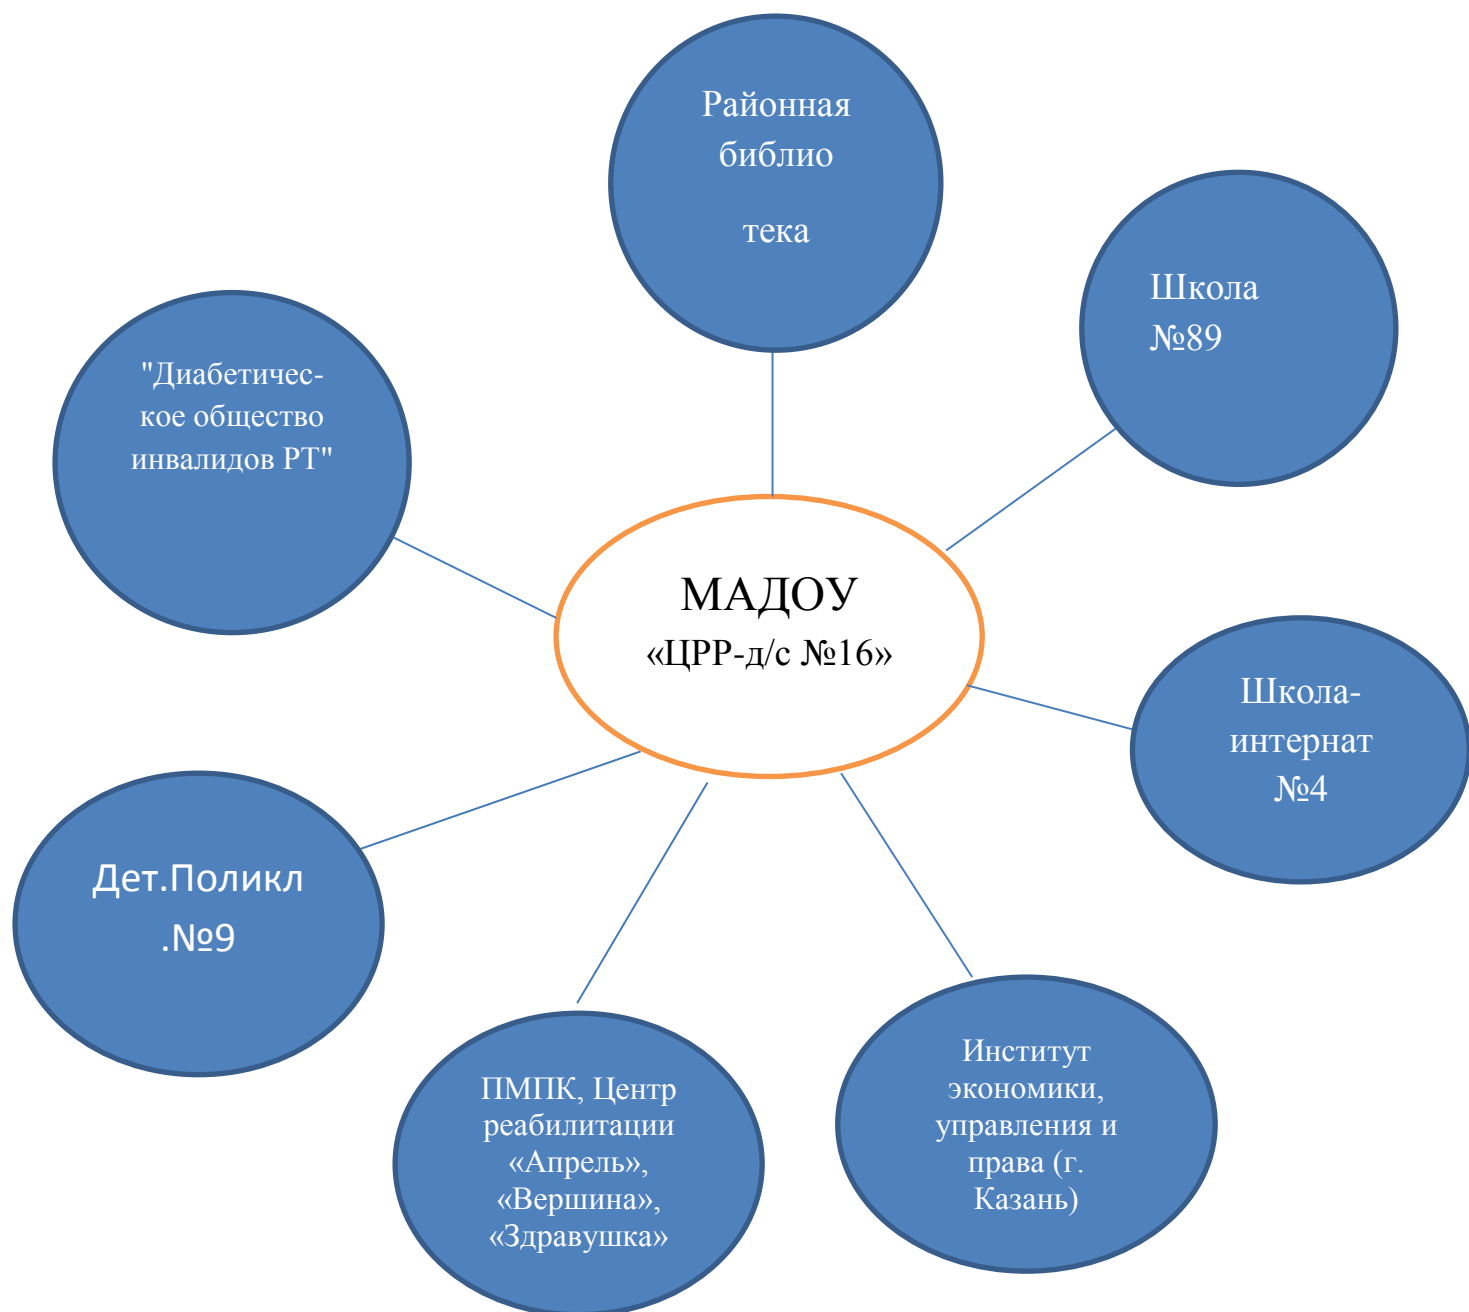 Районная
библио
тека
Школа
№89
"Диабетичес-
кое общество
инвалидов РТ"
МАДОУ
«ЦРР-д/с №16»
Школа-
интернат
№4
Дет.Поликл
.№9
ПМПК, Центр
реабилитации
«Апрель»,
«Вершина»,
«Здравушка»
Институт
экономики,
управления и
права (г.
Казань)